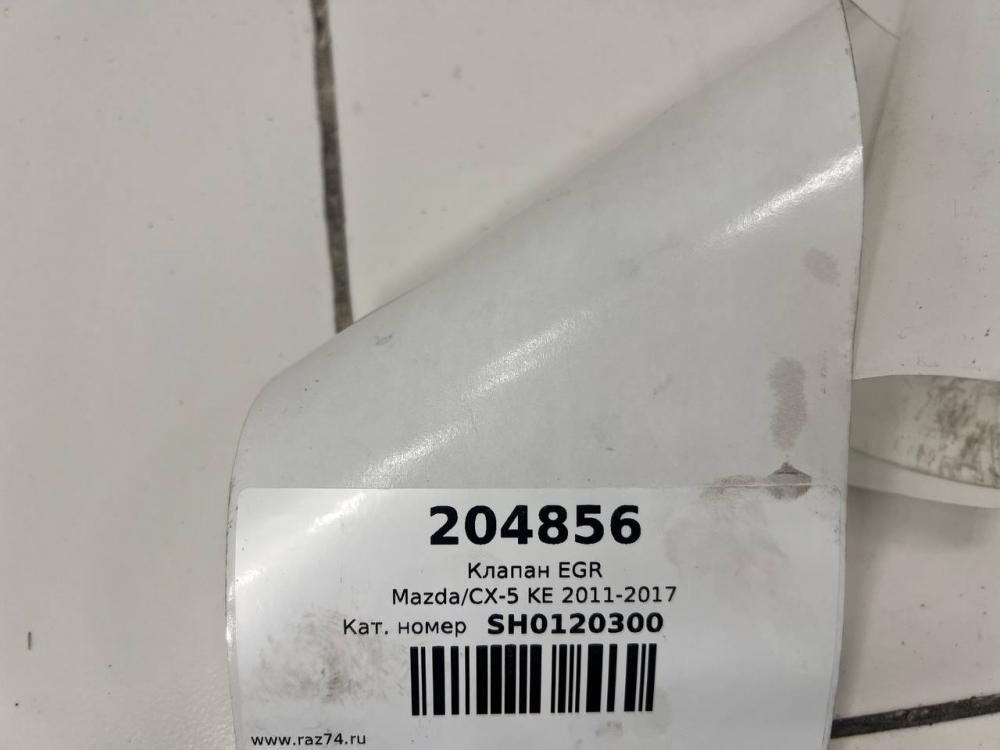 204856
Клапан EGR
Mazda/CX-5 KE 2011-2017
Кат. номер SH0120300
www.raz74.ru